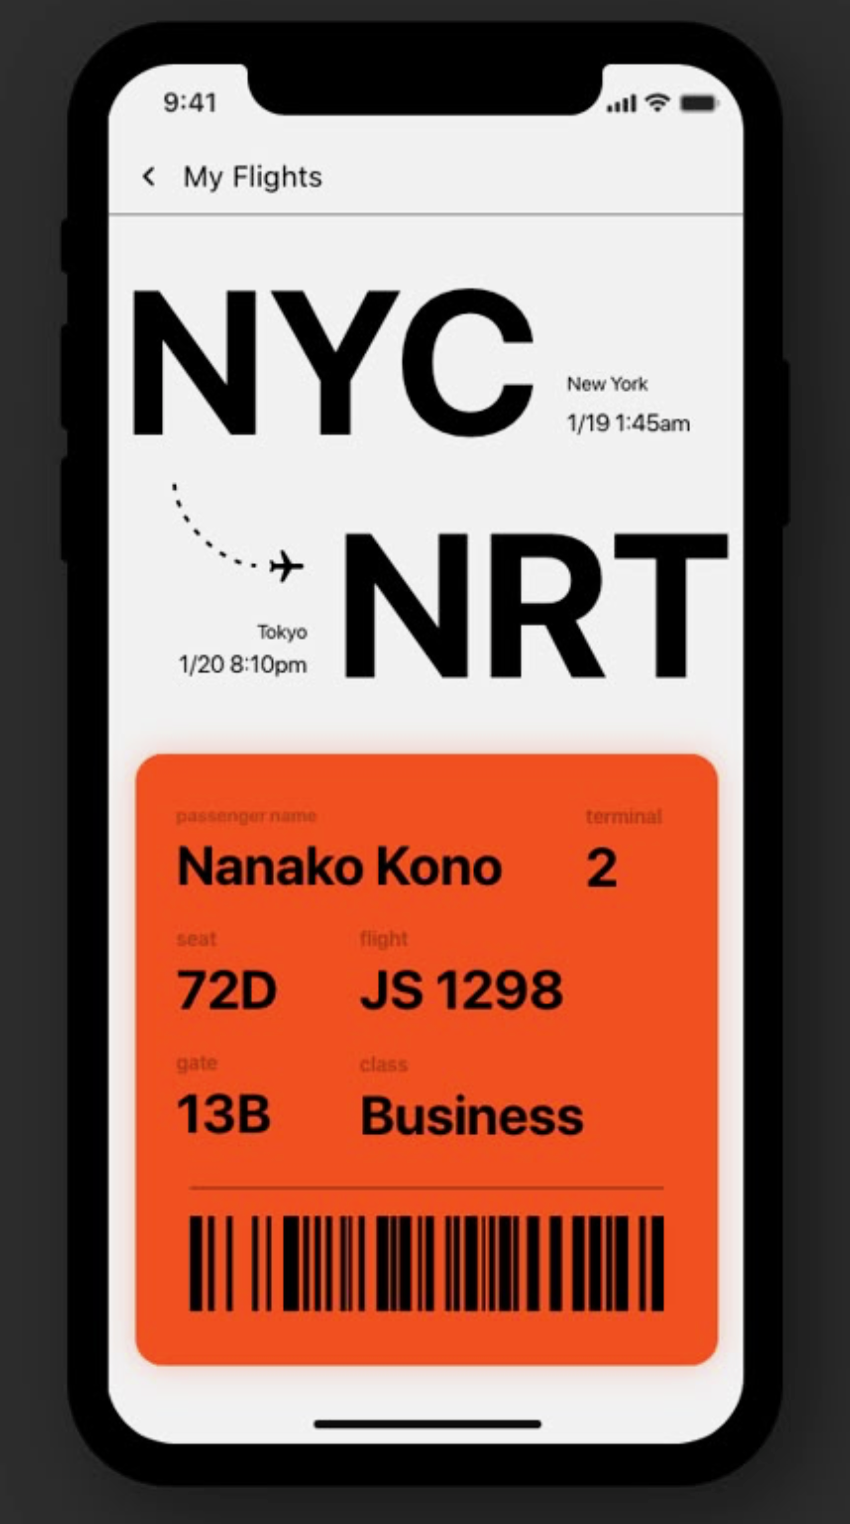 9:41
My Flights
NYC
New York
1/19 1:45am
NRT
Tokyo
1/20 8:10pm
passenger name
Nanako Kono
terminal
2
seat
72D
flight
JS 1298
gate
13B
class
Business